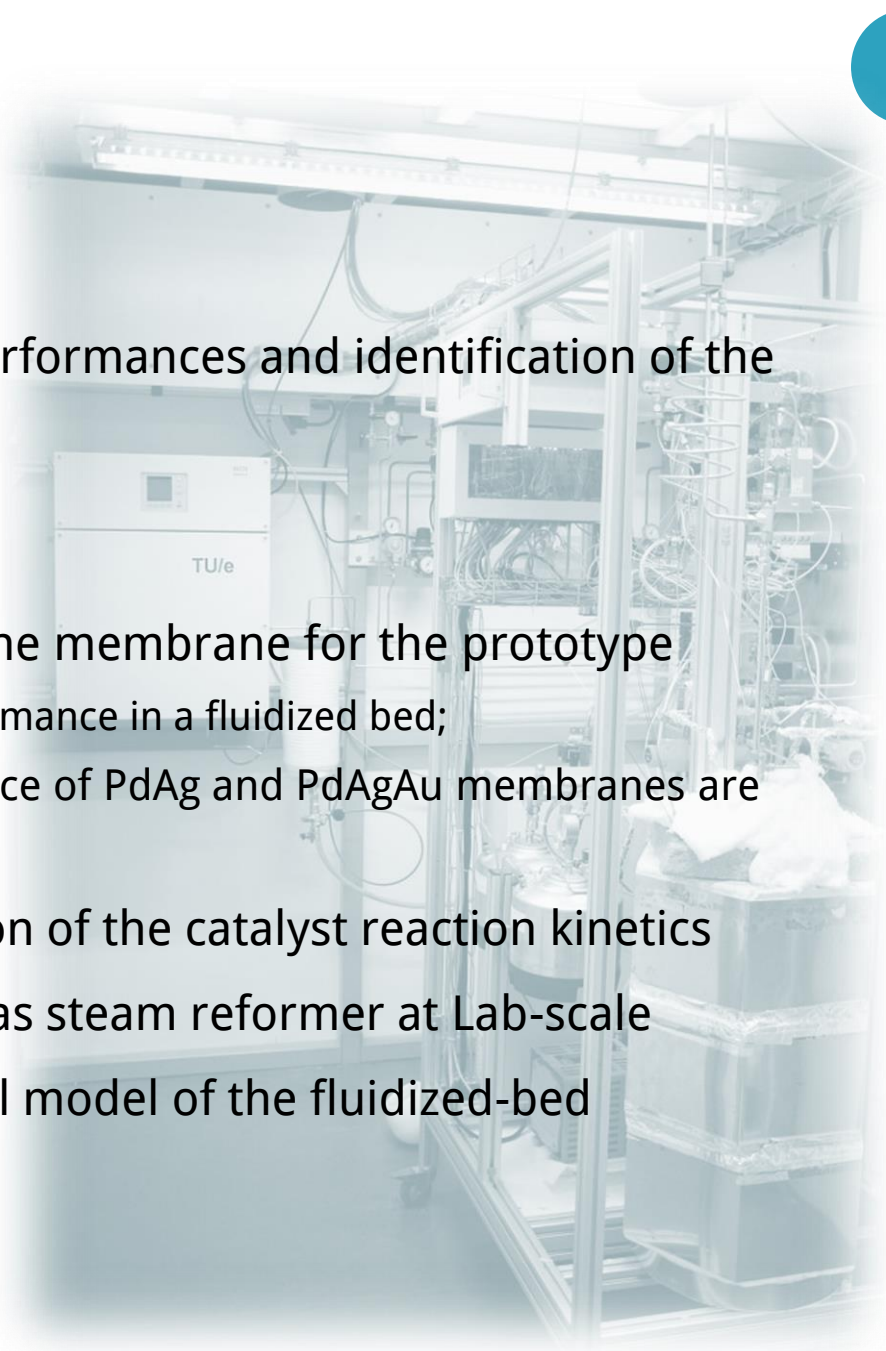 rformances and identification of the
TU/e
ne membrane for the prototype
mance in a fluidized bed;
ce of PdAg and PdAgAu membranes are
on of the catalyst reaction kinetics
as steam reformer at Lab-scale
l model of the fluidized-bed